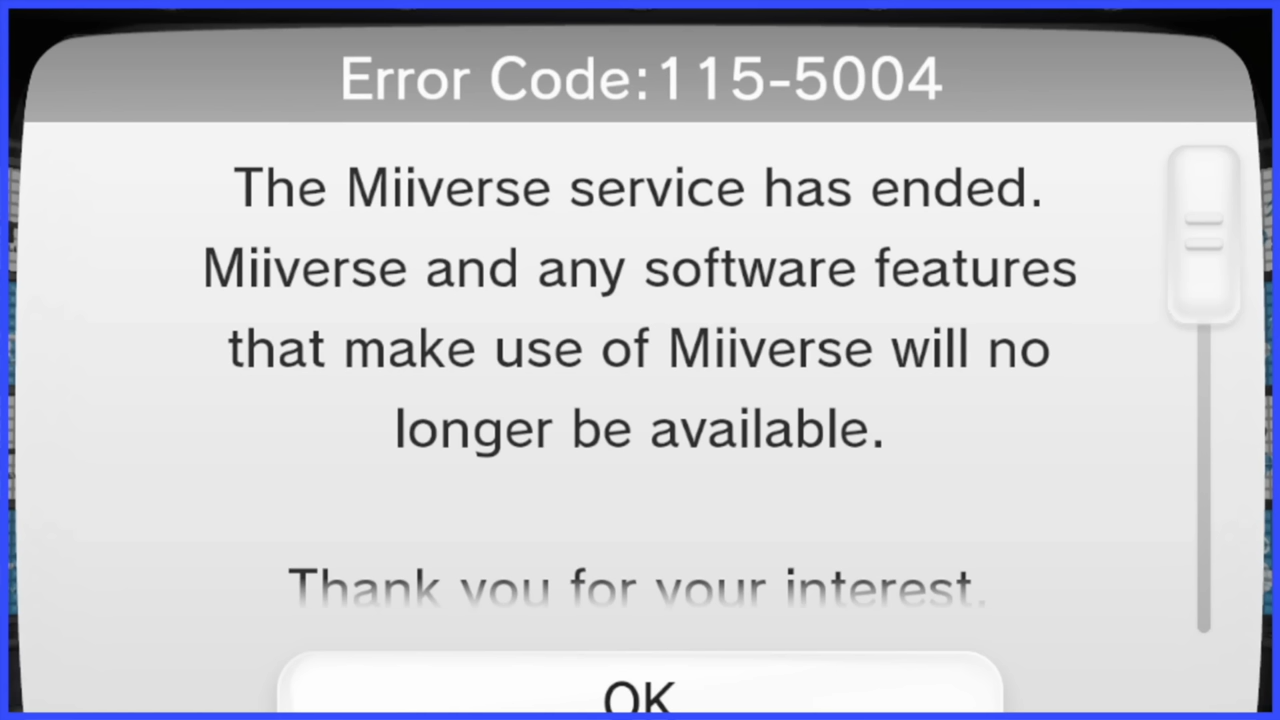 Error Code:115-5004
The Miiverse service has ended.
Miiverse and any software features
that make use of Miiverse will no
longer be available.
Thank you for your interest.
OK